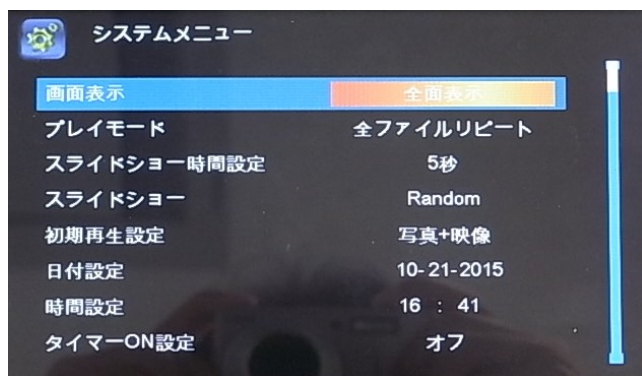 システムメニュー
画面表示 全面表示
プレイモード 全ファイルリピート
スライドショー時間設定 5秒
スライドショー Random
初期再生設定 写真+映像
日付設定 10-21-2015
時間設定 16 : 41
タイマーON設定 オフ